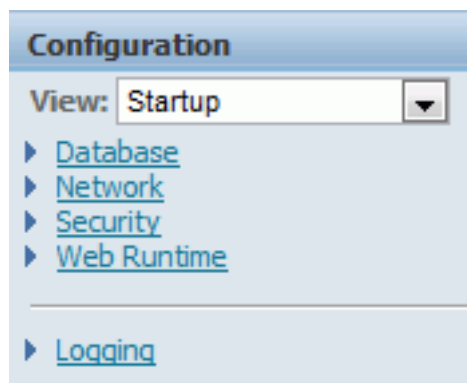 Configuration
View: Startup
Database
Network
Security
Web Runtime
Logging